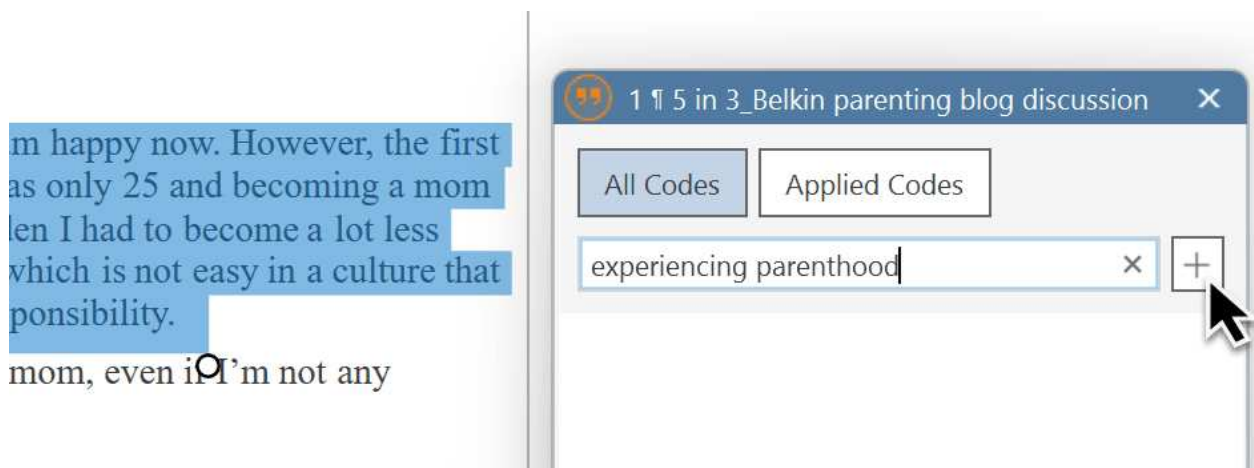 m happy now. However, the first
as only 25 and becoming a mom
en I had to become a lot less
which is not easy in a culture that
ponsibility.
mom, even if I’m not any
1 ¶ 5 in 3_Belkin parenting blog discussion
All Codes
Applied Codes
experiencing parenthood